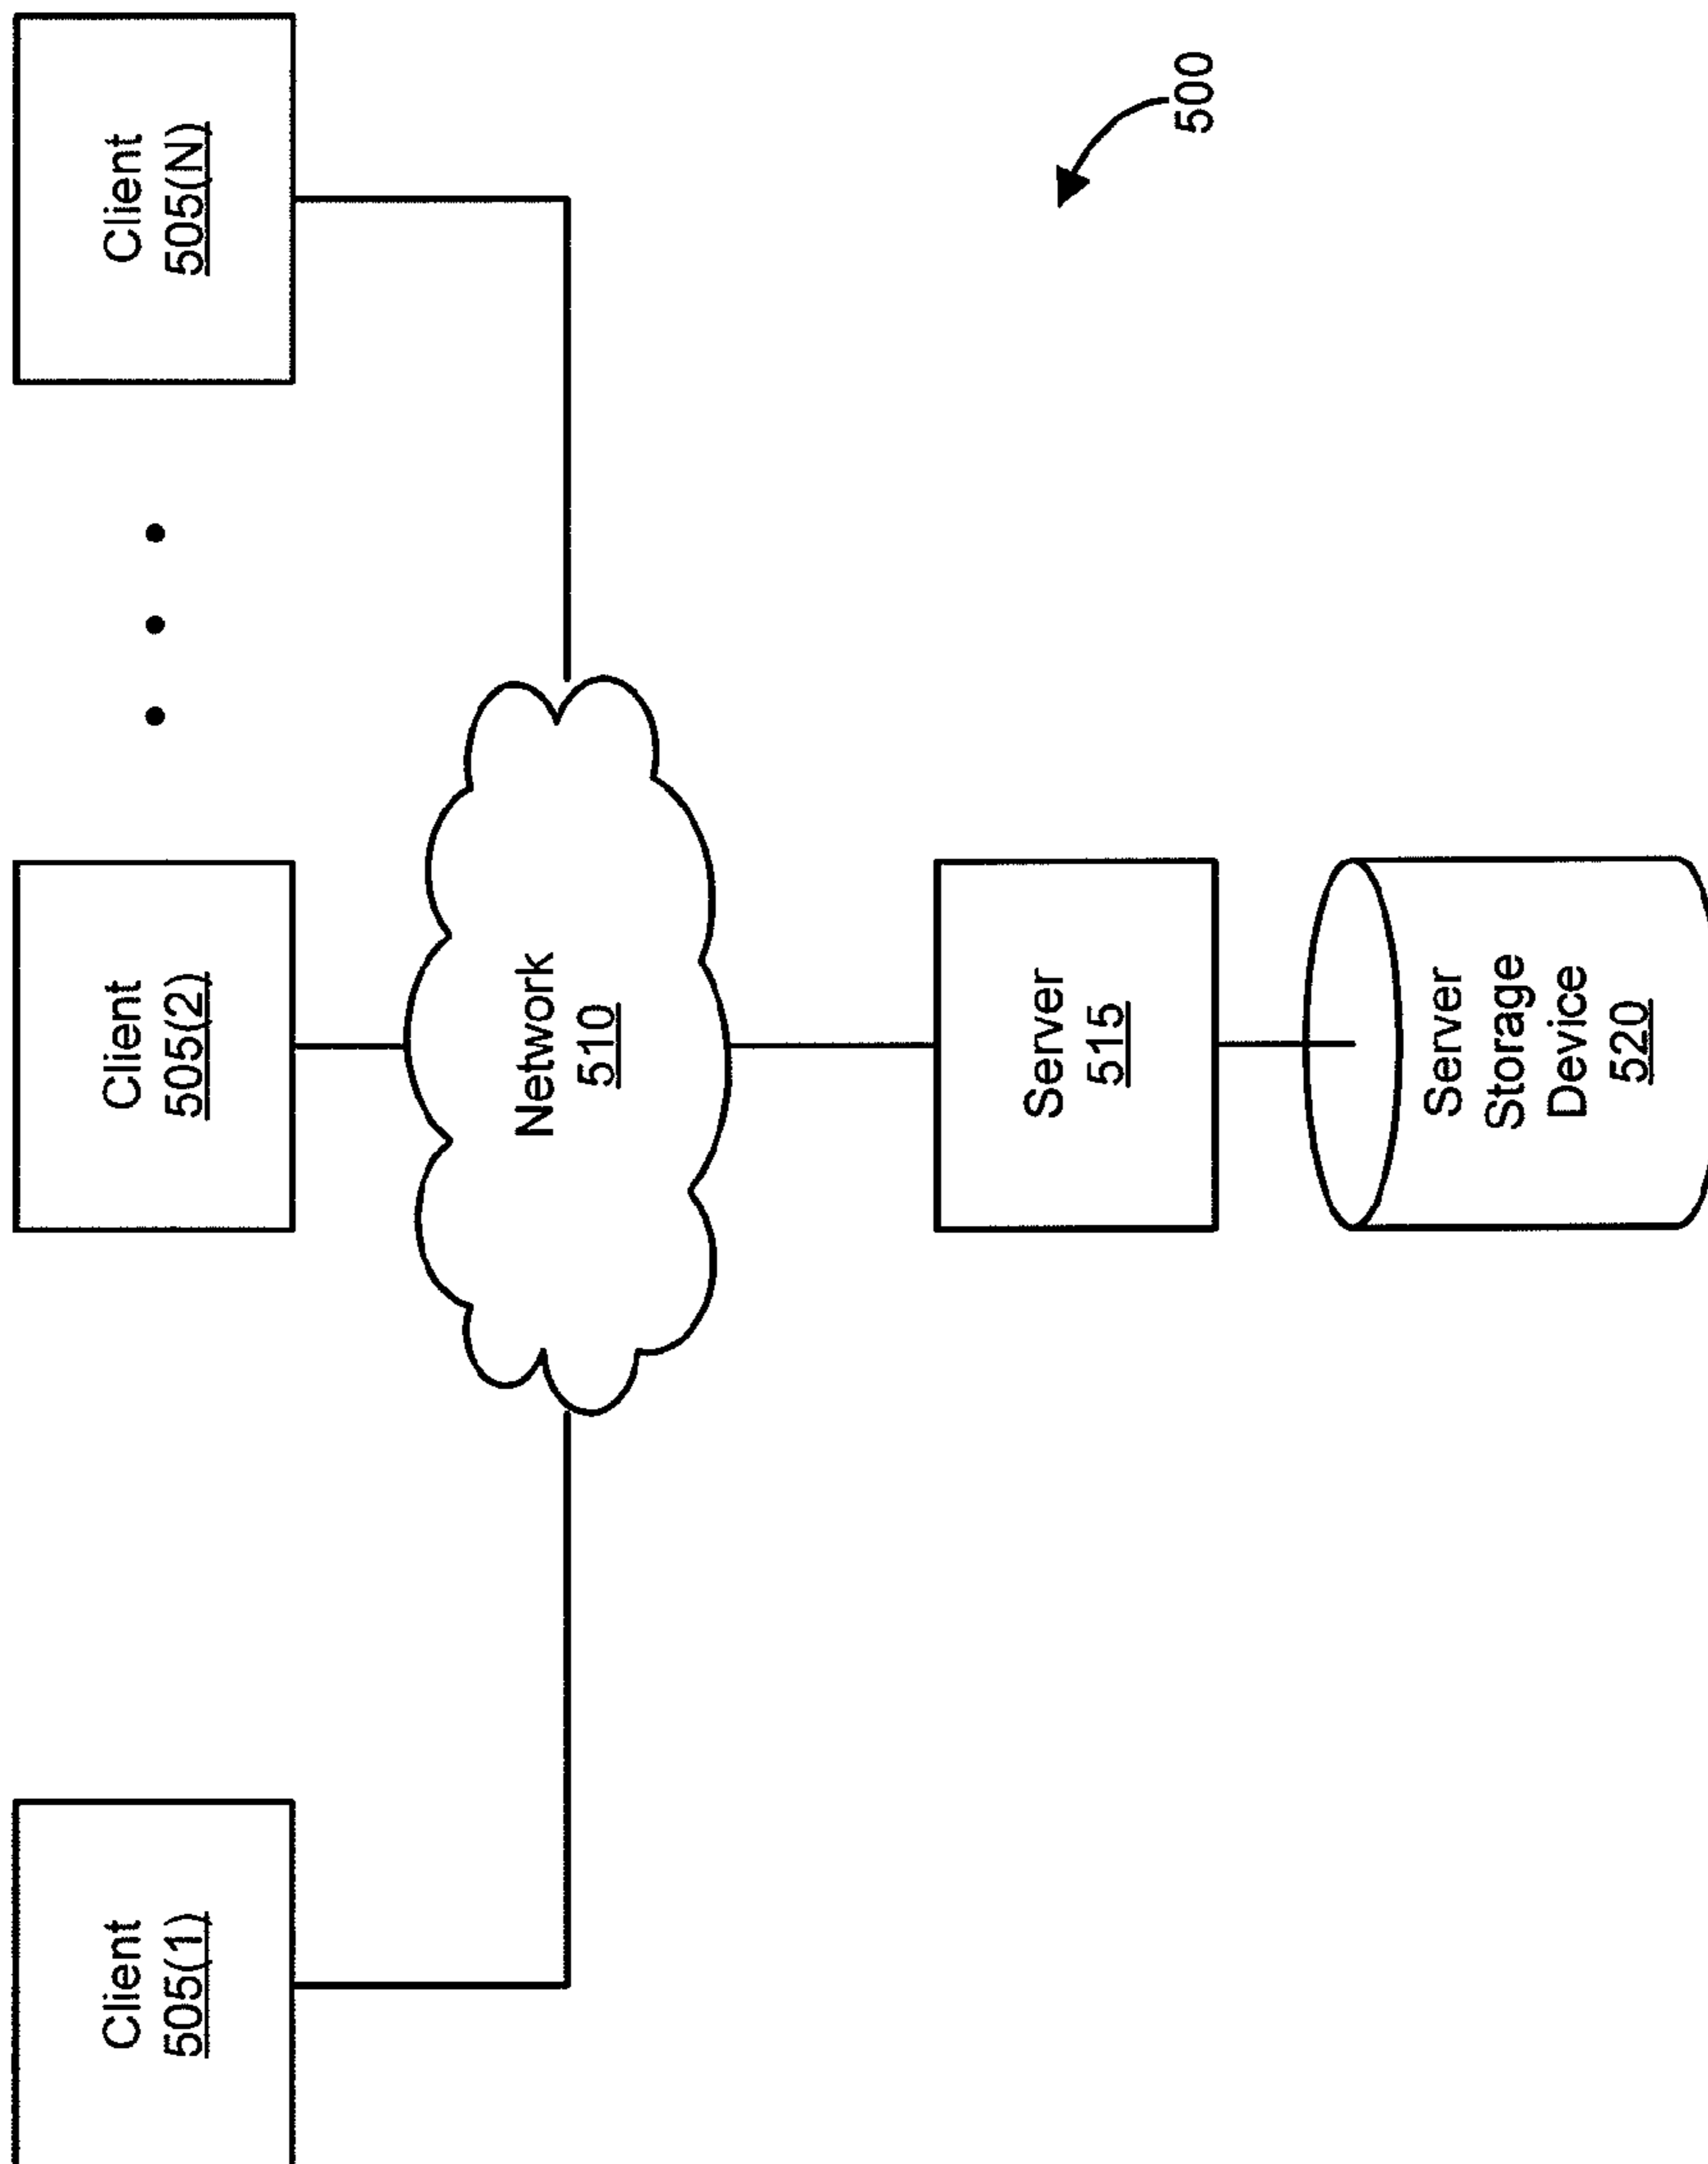 Client
505(1)
Client
505(2)
Client
505(N)
Network
510
Server
515
500
Server
Storage
Device
520